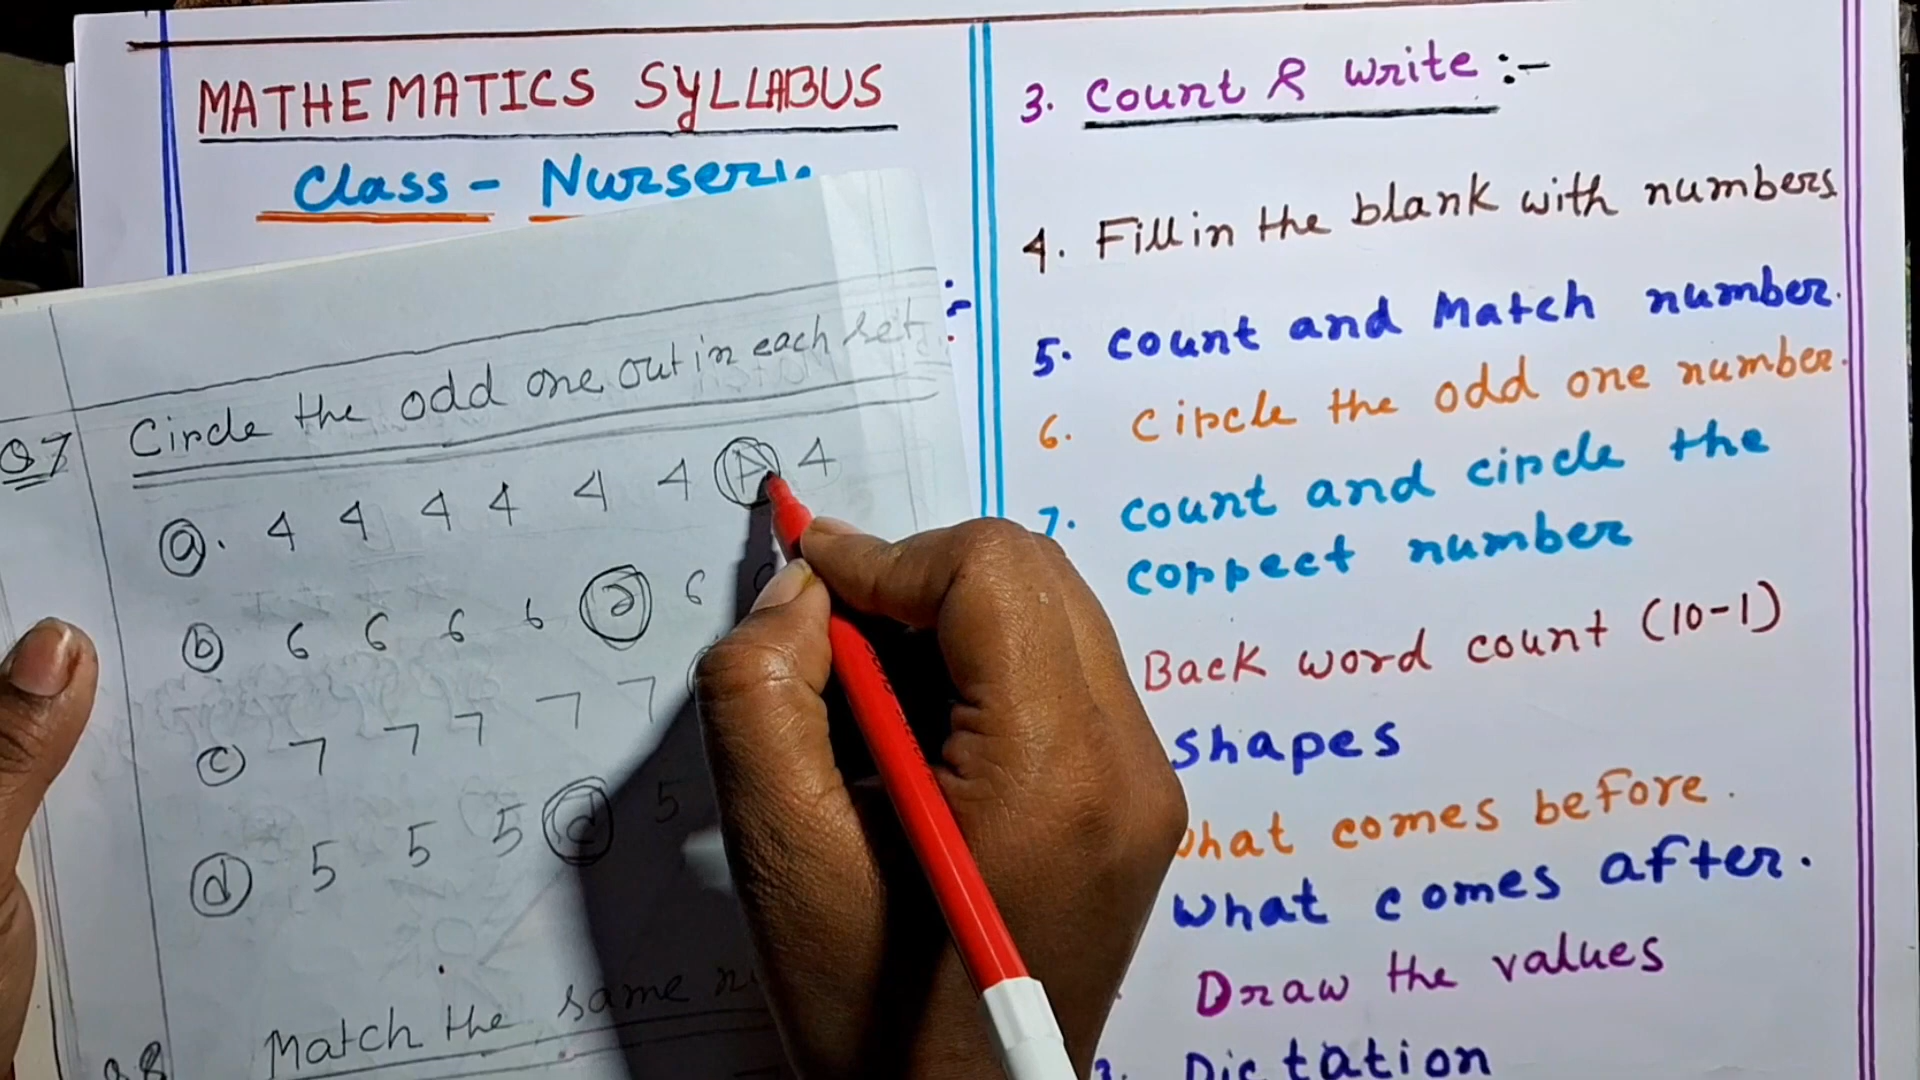 MATHEMATICS SYLLABUS
Class - Nursery
Q7 Circle the odd one out in each set
a. 4 4 4 4 4 4 A 4
b 6 6 6 6 a 6
c 7 7 7 7 7
d 5 5 5 d 5
Q8 Match the same
3. Count & write :-
4. Fill in the blank with numbers
5. Count and Match number.
6. Circle the odd one number.
7. Count and circle the
correct number
Back word count (10-1)
Shapes
What comes before.
What comes after.
Draw the values
3. Dictation